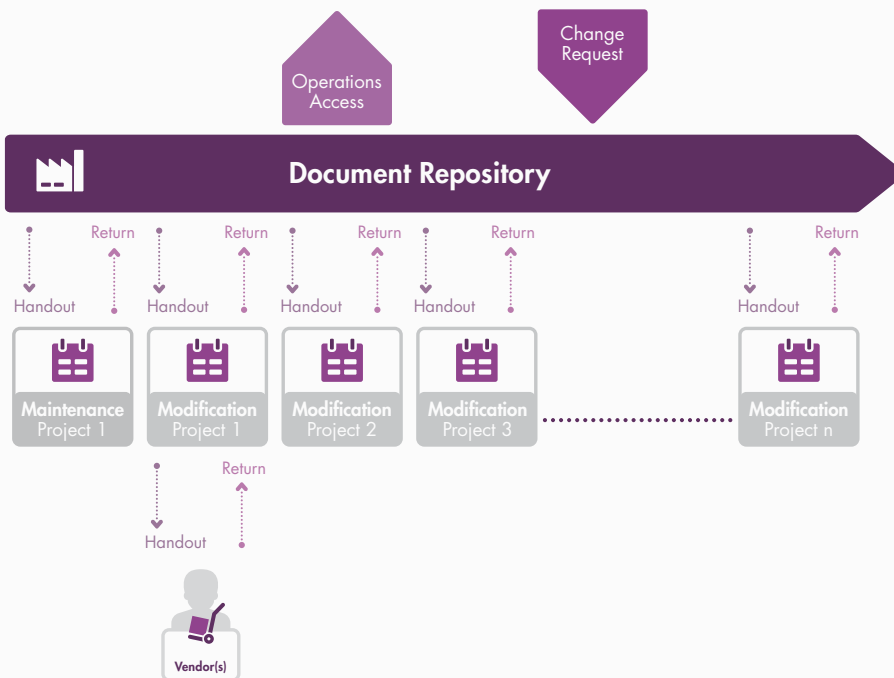 Operations
Access
Change
Request
Document Repository
Return
Return
Return
Return
Return
Handout
Handout
Handout
Handout
Handout
Maintenance
Project 1
Modification
Project 1
Modification
Project 2
Modification
Project 3
Modification
Project n
Return
Handout
Vendor(s)